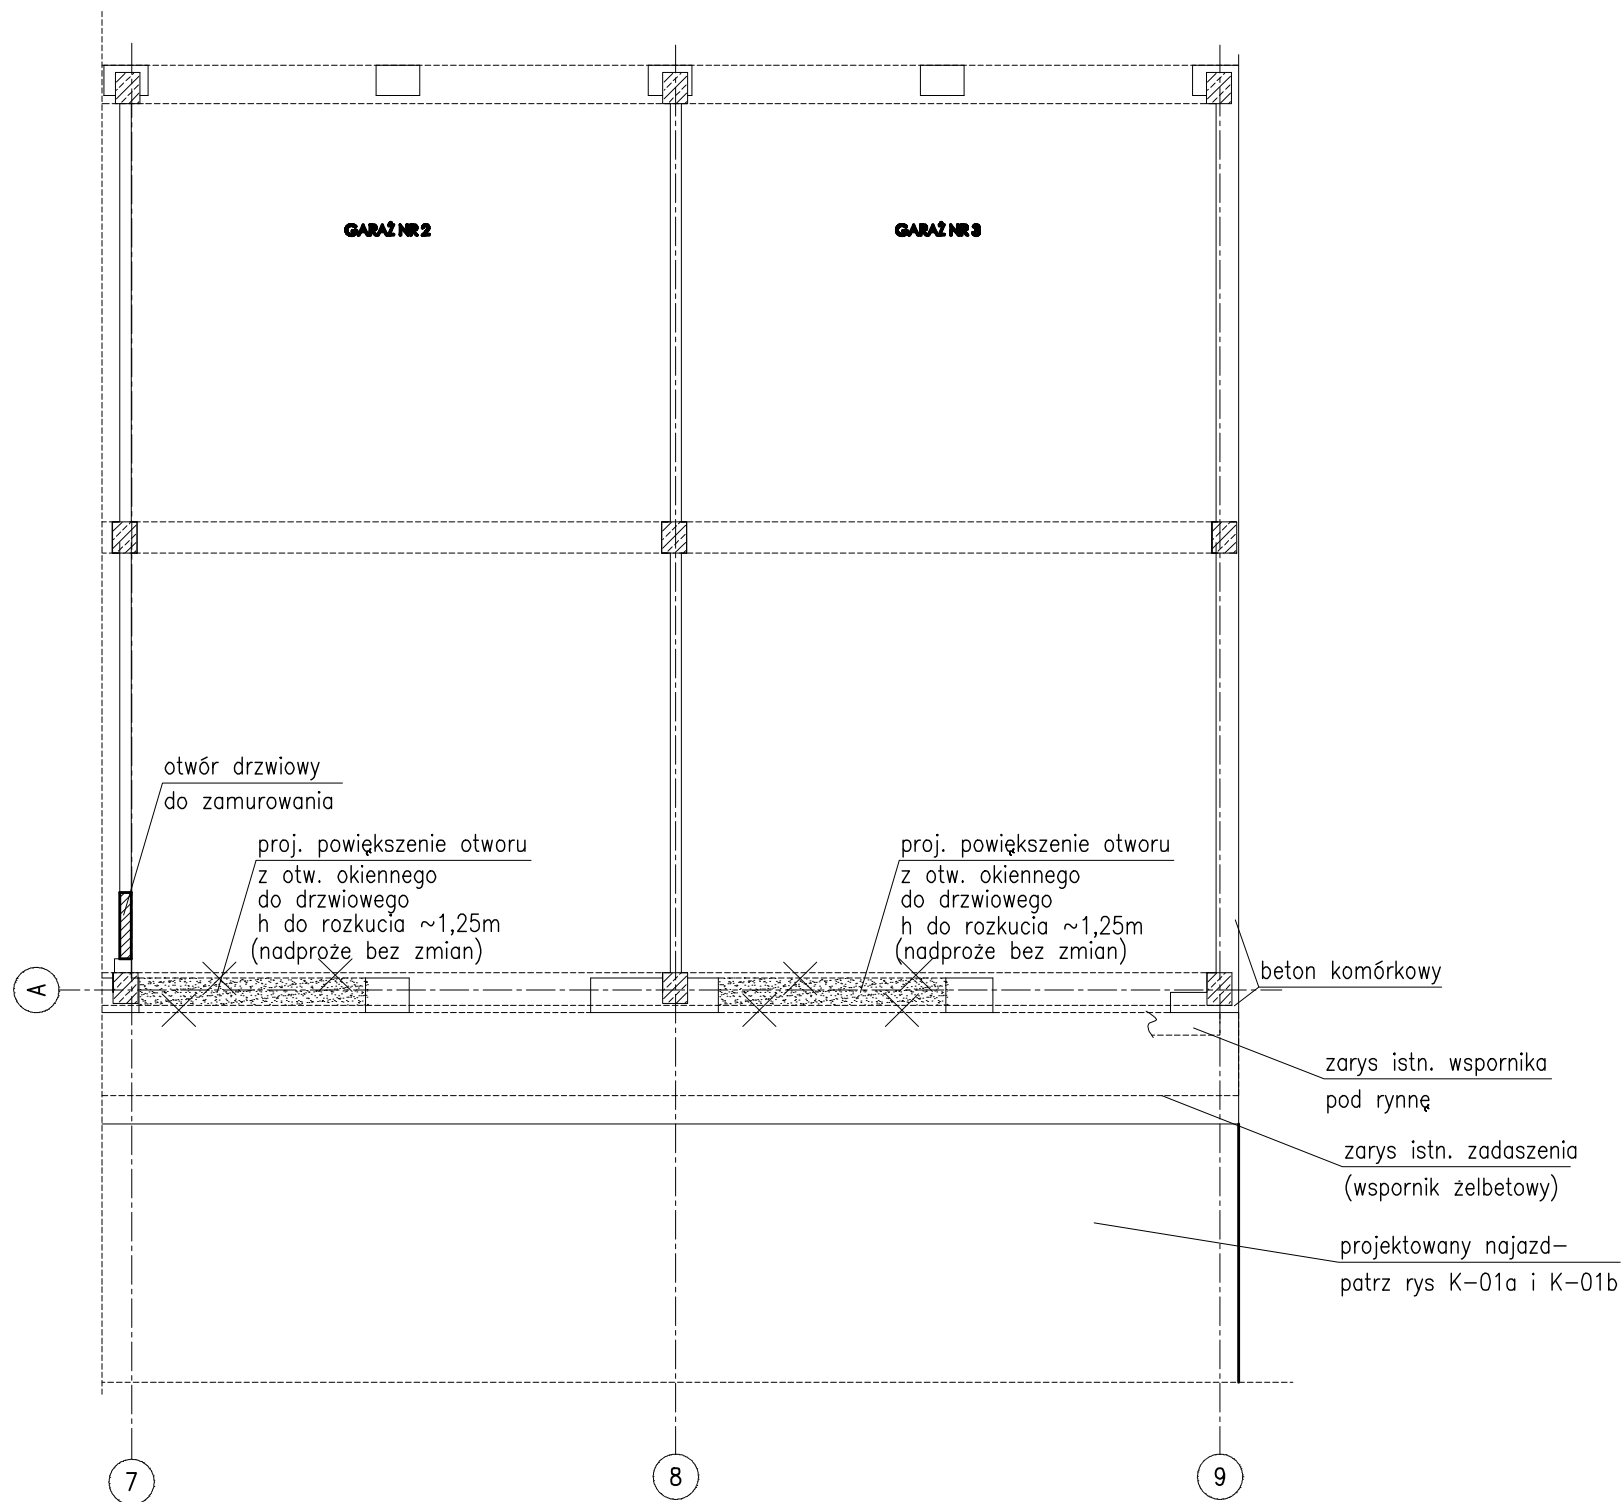 GARAŻ NR 2
GARAŻ NR 3
otwór drzwiowy
do zamurowania
proj. powiększenie otworu
z otw. okiennego
do drzwiowego
h do rozkucia ~1,25m
(nadproże bez zmian)
proj. powiększenie otworu
z otw. okiennego
do drzwiowego
h do rozkucia ~1,25m
(nadproże bez zmian)
A
beton komórkowy
zarys istn. wspornika
pod rynnę
zarys istn. zadaszenia
(wspornik żelbetowy)
projektowany najazd–
patrz rys K–01a i K–01b
7
8
9